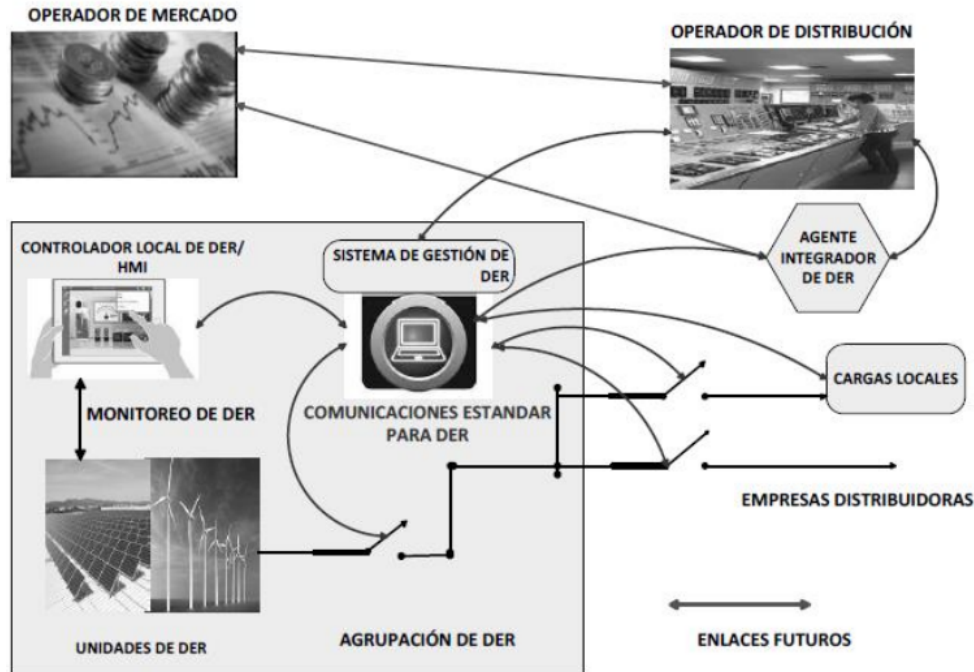 OPERADOR DE MERCADO
OPERADOR DE DISTRIBUCIÓN
CONTROLADOR LOCAL DE DER/
HMI
SISTEMA DE GESTIÓN DE
DER
AGENTE
INTEGRADOR
DE DER
CARGAS LOCALES
MONITOREO DE DER
COMUNICACIONES ESTANDAR
PARA DER
EMPRESAS DISTRIBUIDORAS
UNIDADES DE DER
AGRUPACIÓN DE DER
ENLACES FUTUROS